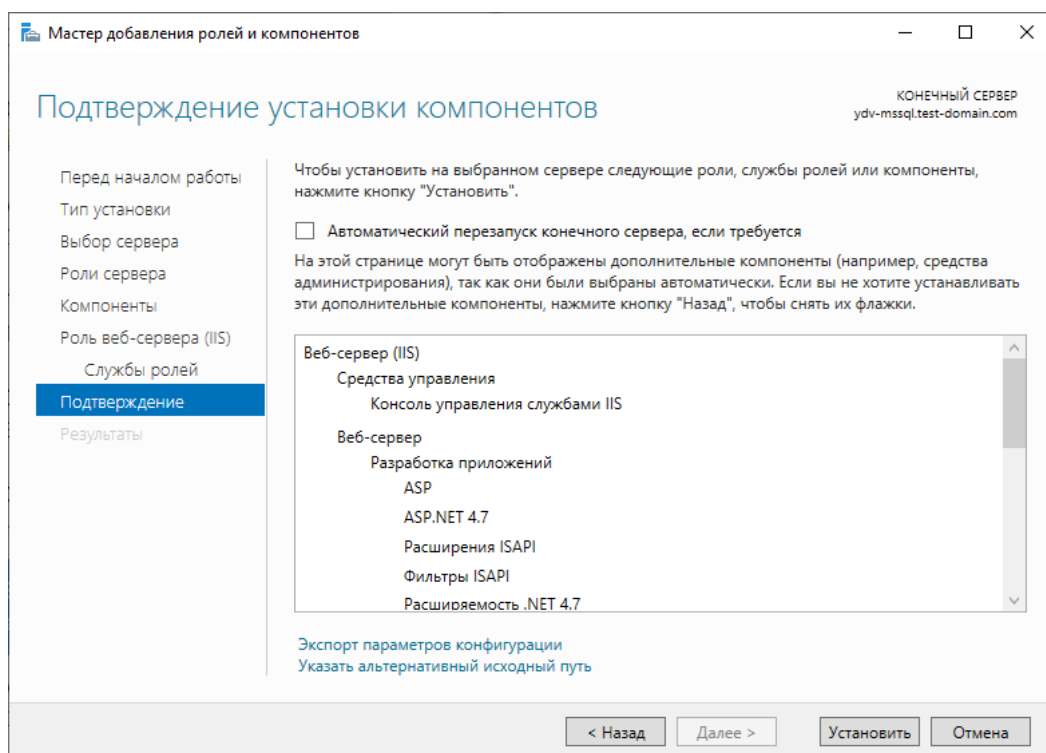 Мастер добавления ролей и компонентов
Подтверждение установки компонентов
КОНЕЧНЫЙ СЕРВЕР
ydv-mssql.test-domain.com
Перед началом работы
Тип установки
Выбор сервера
Роли сервера
Компоненты
Роль веб-сервера (IIS)
Службы ролей
Подтверждение
Результаты
Чтобы установить на выбранном сервере следующие роли, службы ролей или компоненты,
нажмите кнопку "Установить".
Автоматический перезапуск конечного сервера, если требуется
На этой странице могут быть отображены дополнительные компоненты (например, средства
администрирования), так как они были выбраны автоматически. Если вы не хотите устанавливать
эти дополнительные компоненты, нажмите кнопку "Назад", чтобы снять их флажки.
Веб-сервер (IIS)
Средства управления
Консоль управления службами IIS
Веб-сервер
Разработка приложений
ASP
ASP.NET 4.7
Расширения ISAPI
Фильтры ISAPI
Расширяемость .NET 4.7
Экспорт параметров конфигурации
Указать альтернативный исходный путь
< Назад
Далее >
Установить
Отмена